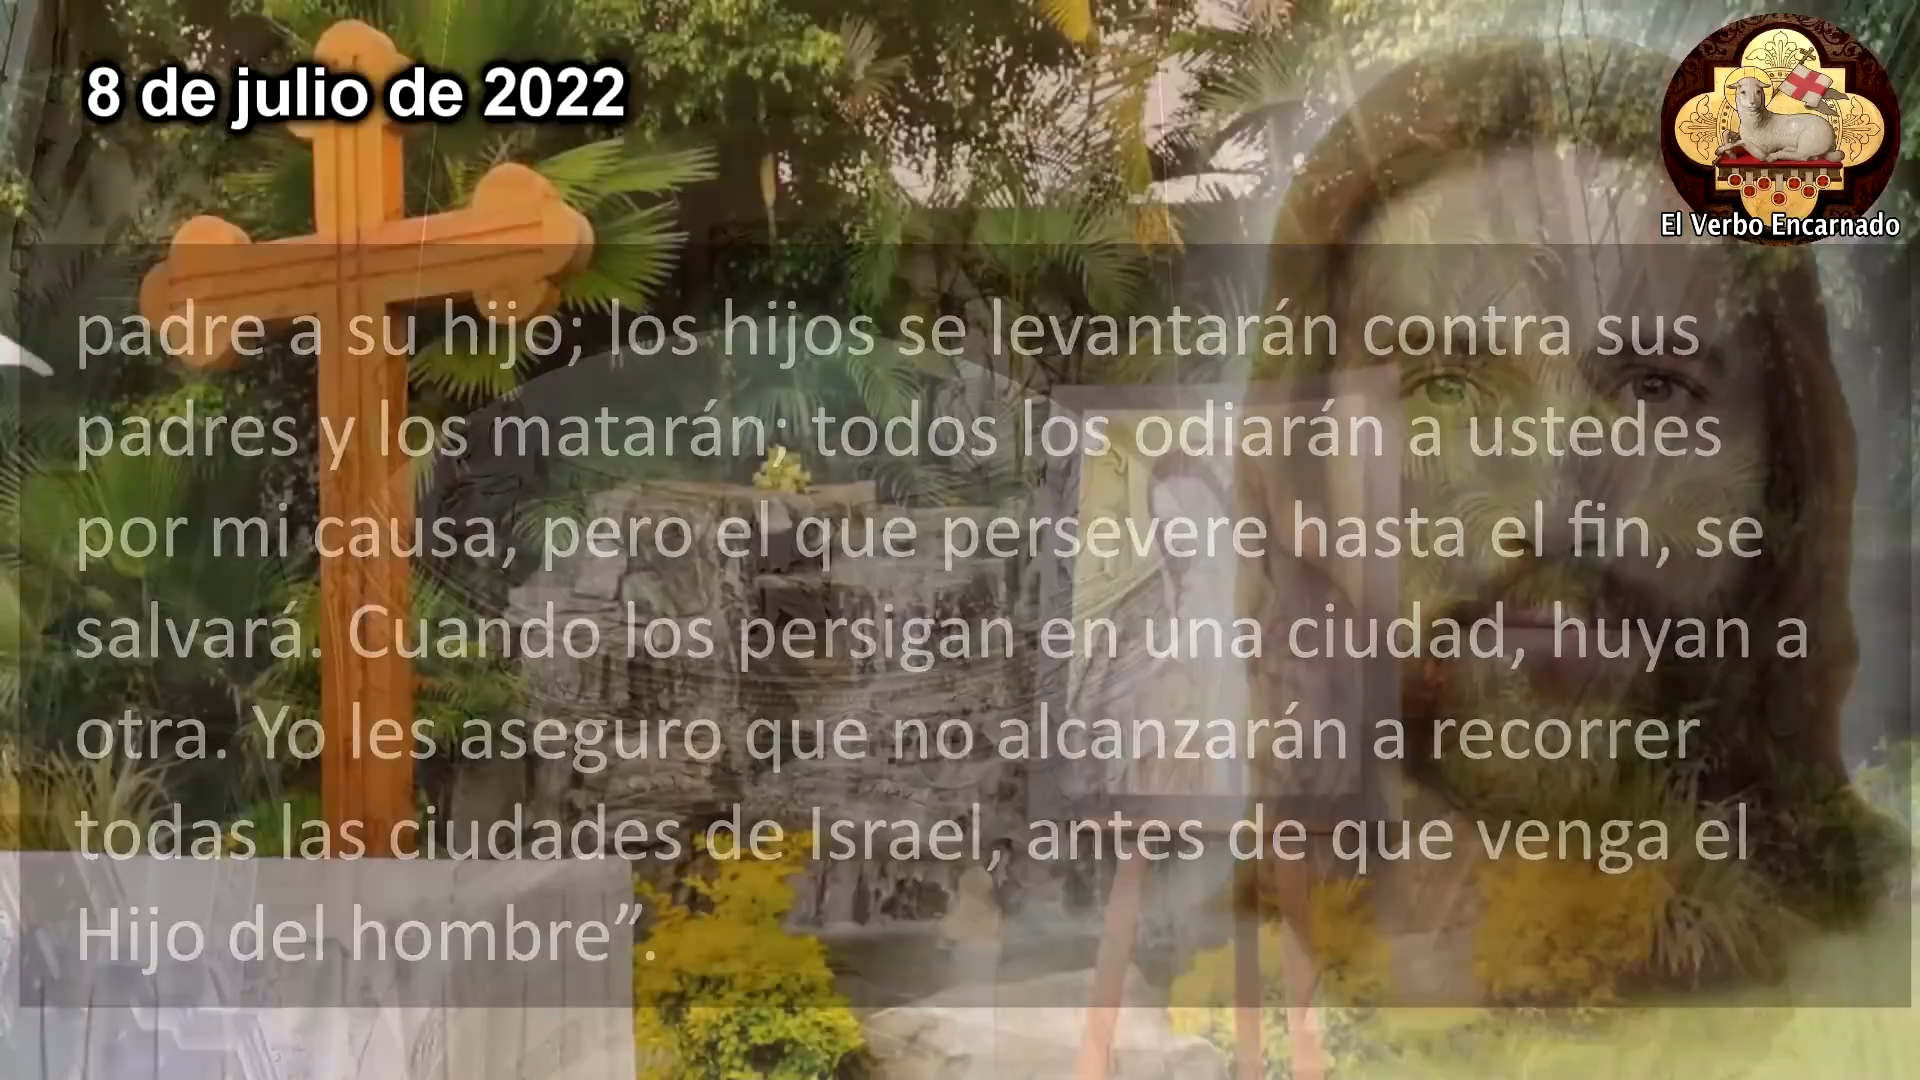 8 de julio de 2022
El Verbo Encarnado
padre a su hijo; los hijos se levantarán contra sus
padres y los matarán; todos los odiarán a ustedes
por mi causa, pero el que persevere hasta el fin, se
salvará. Cuando los persigan en una ciudad, huyan a
otra. Yo les aseguro que no alcanzarán a recorrer
todas las ciudades de Israel, antes de que venga el
Hijo del hombre”.